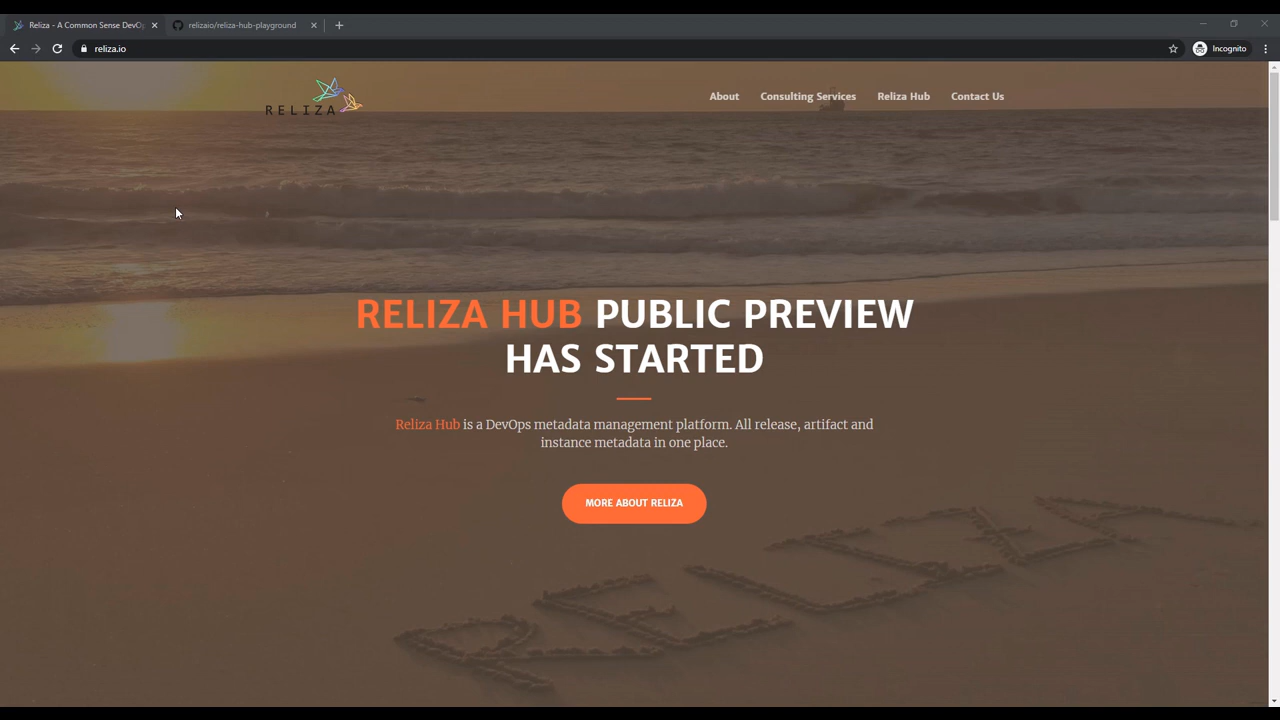 Reliza - A Common Sense DevO
relizaio/reliza-hub-playground
reliza.io
Incognito
RELIZA
About
Consulting Services
Reliza Hub
Contact Us
RELIZA HUB PUBLIC PREVIEW
HAS STARTED
Reliza Hub is a DevOps metadata management platform. All release, artifact and
instance metadata in one place.
MORE ABOUT RELIZA
RELIZA